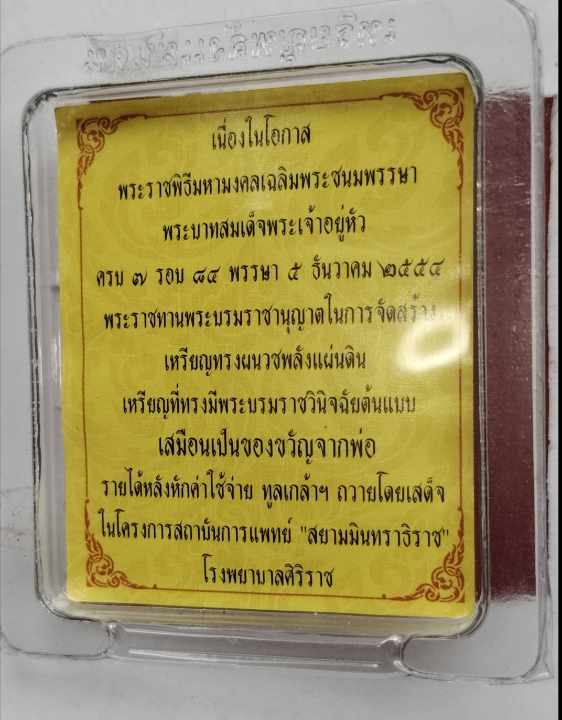 เนื่องในโอกาส
พระราชพิธีมหามงคลเฉลิมพระชนมพรรษา
พระบาทสมเด็จพระเจ้าอยู่หัว
ครบ ๗ รอบ ๘๔ พรรษา ๕ ธันวาคม ๒๕๕๔
พระราชทานพระบรมราชานุญาตในการจัดสร้าง
เหรียญทรงผนวชพลังแผ่นดิน
เหรียญที่ทรงมีพระบรมราชวินิจฉัยต้นแบบ
เสมือนเป็นของขวัญจากพ่อ
รายได้หลังหักค่าใช้จ่าย ทูลเกล้าฯ ถวายโดยเสด็จ
ในโครงการสถาบันการแพทย์ "สยามมินทราธิราช"
โรงพยาบาลศิริราช